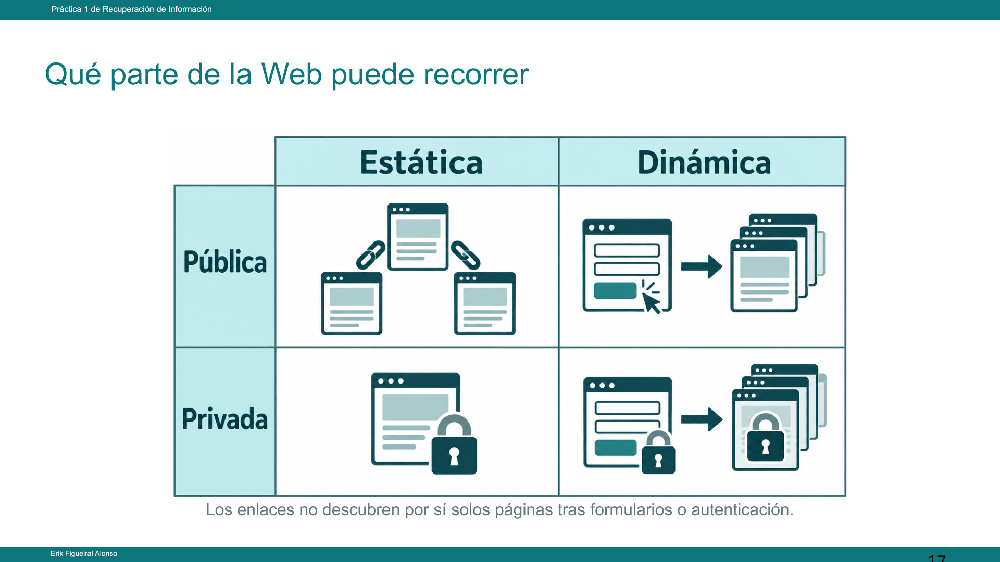 Práctica 1 de Recuperación de Información
Qué parte de la Web puede recorrer
Estática
Dinámica
Pública
Privada
Los enlaces no descubren por sí solos páginas tras formularios o autenticación.
Erik Figueiral Alonso
17